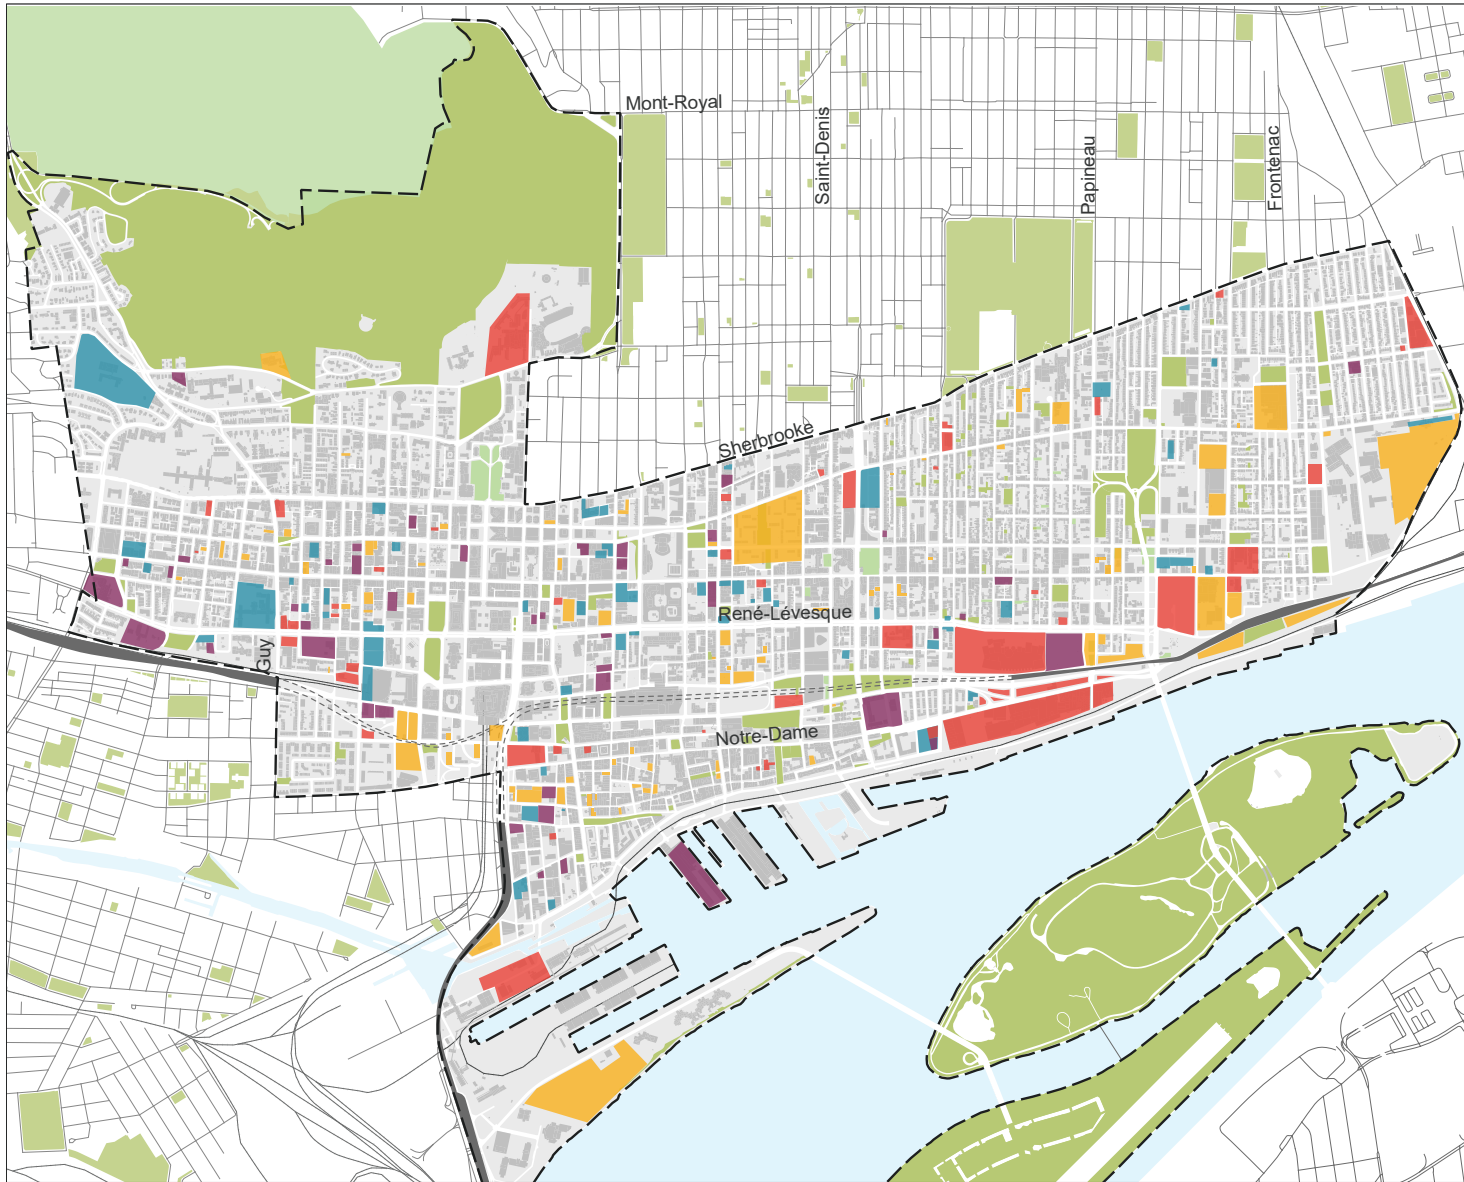 Mont-Royal
Saint-Denis
Papineau
Frontenac
Sherbrooke
René-Lévesque
Guy
Notre-Dame